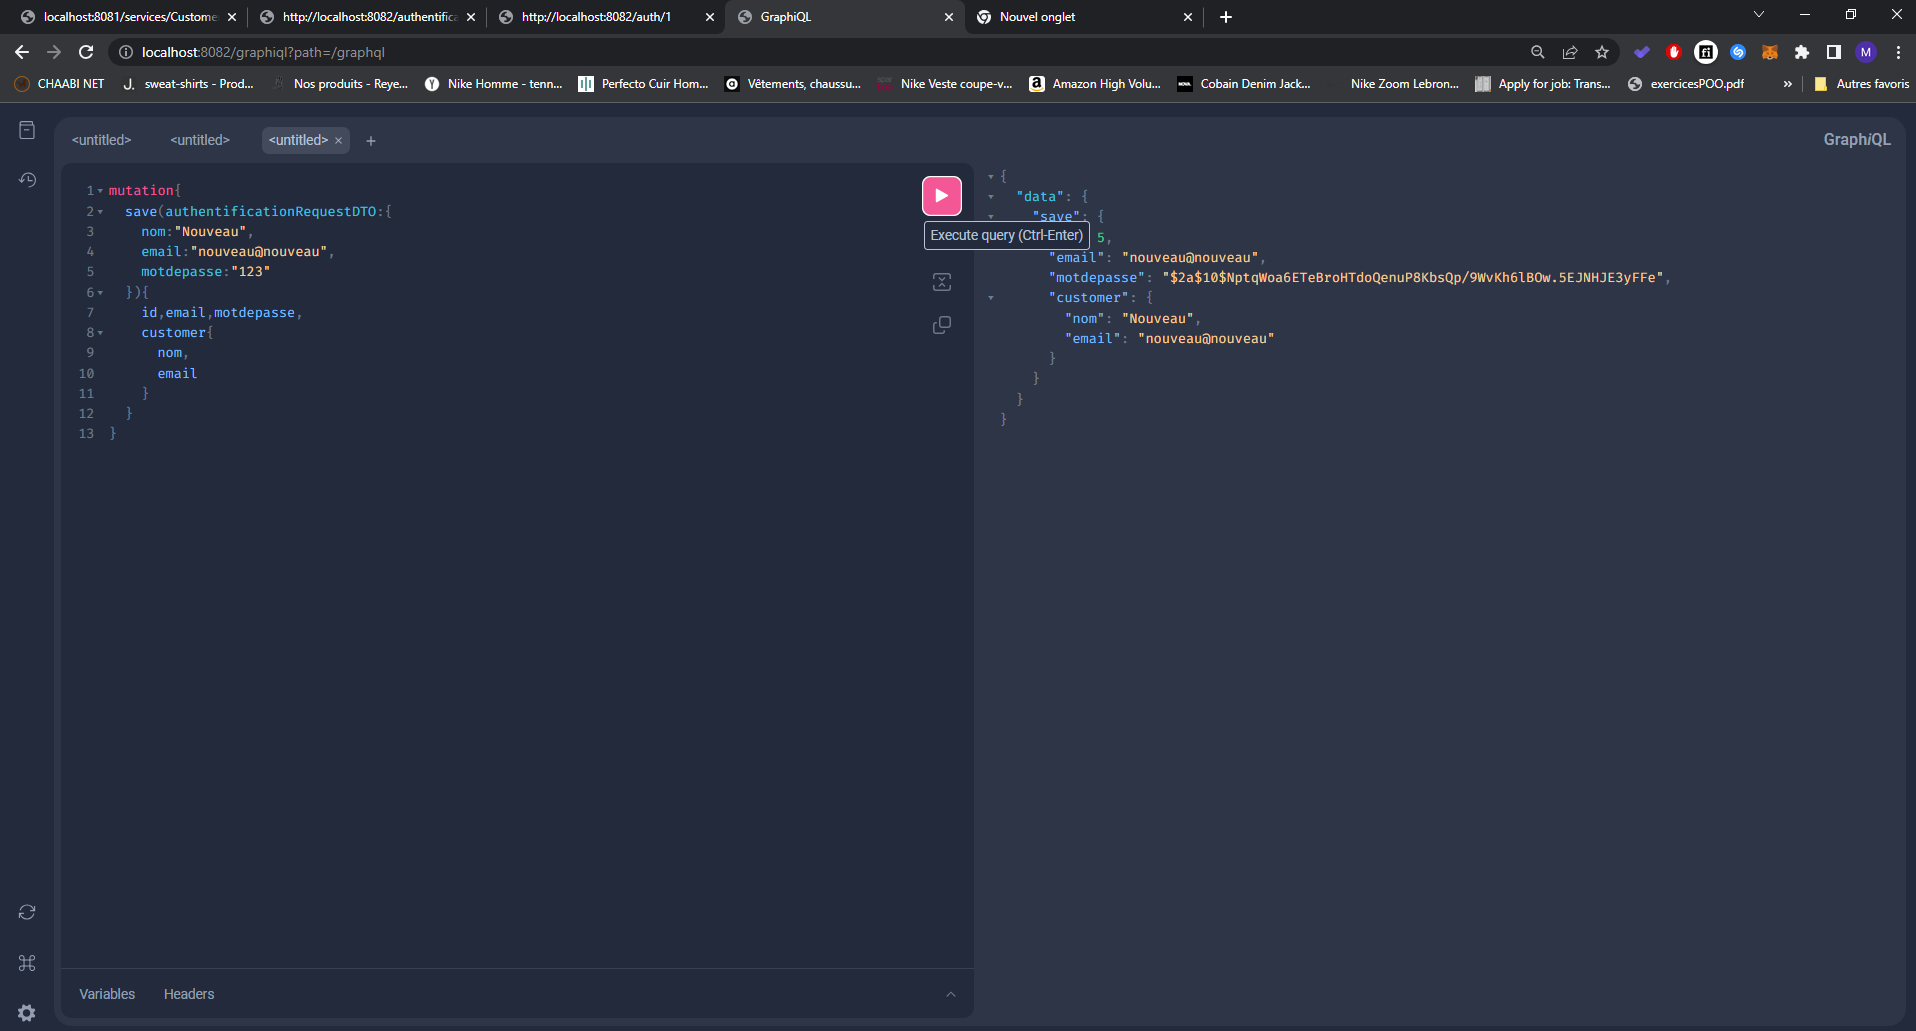 localhost:8081/services/Custome
http://localhost:8082/authentific
http://localhost:8082/auth/1
GraphiQL
Nouvel onglet
localhost:8082/graphiql?path=/graphql
CHAABI NET
J. sweat-shirts - Prod...
Nos produits - Reye...
Nike Homme - tenn...
Perfecto Cuir Hom...
Vêtements, chaussu...
Nike Veste coupe-v...
Amazon High Volu...
Cobain Denim Jack...
Nike Zoom Lebron...
Apply for job: Trans...
exercicesPOO.pdf
»
Autres favoris
M
<untitled>
<untitled>
<untitled>
GraphiQL
1 mutation{
2 save(authentificationRequestDTO:{
3 nom:"Nouveau",
4 email:"nouveau@nouveau",
5 motdepasse:"123"
6 }){
7 id,email,motdepasse,
8 customer{
9 nom,
10 email
11 }
12 }
13 }
Execute query (Ctrl-Enter)
{
"data": {
"save": {
5,
"email": "nouveau@nouveau",
"motdepasse": "$2a$10$NptqWoa6ETeBroHTdoQenuP8KbsQp/9WvKh6lBOw.5EJNHJE3yFFe",
"customer": {
"nom": "Nouveau",
"email": "nouveau@nouveau"
}
}
}
}
Variables
Headers